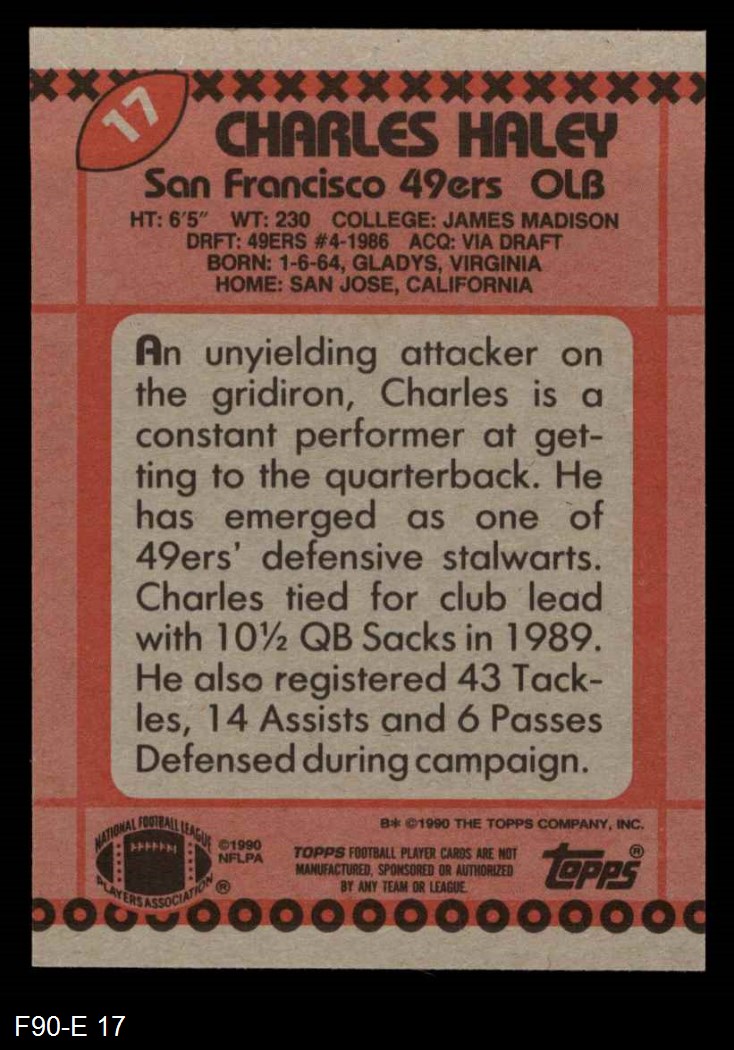 17
CHARLES HALEY
San Francisco 49ers OLB
HT: 6'5" WT: 230 COLLEGE: JAMES MADISON
DRFT: 49ERS #4-1986 ACQ: VIA DRAFT
BORN: 1-6-64, GLADYS, VIRGINIA
HOME: SAN JOSE, CALIFORNIA
An unyielding attacker on
the gridiron, Charles is a
constant performer at get-
ting to the quarterback. He
has emerged as one of
49ers' defensive stalwarts.
Charles tied for club lead
with 10½ QB Sacks in 1989.
He also registered 43 Tack-
les, 14 Assists and 6 Passes
Defensed during campaign.
B* ©1990 THE TOPPS COMPANY, INC.
NATIONAL FOOTBALL LEAGUE
PLAYERS ASSOCIATION ®
©1990
NFLPA
TOPPS FOOTBALL PLAYER CARDS ARE NOT
MANUFACTURED, SPONSORED OR AUTHORIZED
BY ANY TEAM OR LEAGUE.
topps®
F90-E 17